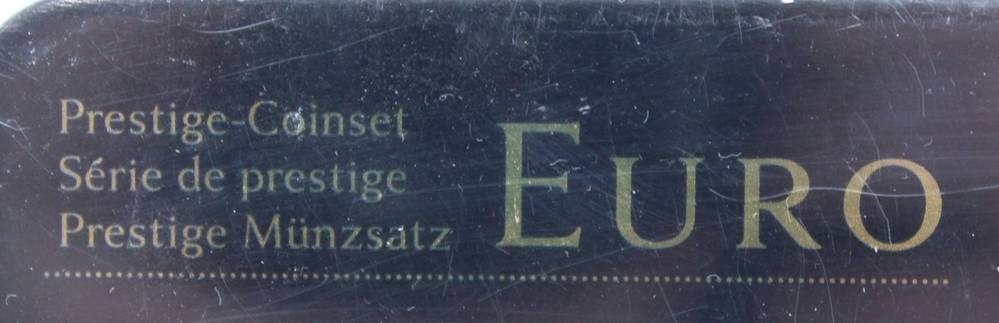 Prestige-Coinset
Série de prestige
Prestige Münzsatz
EURO